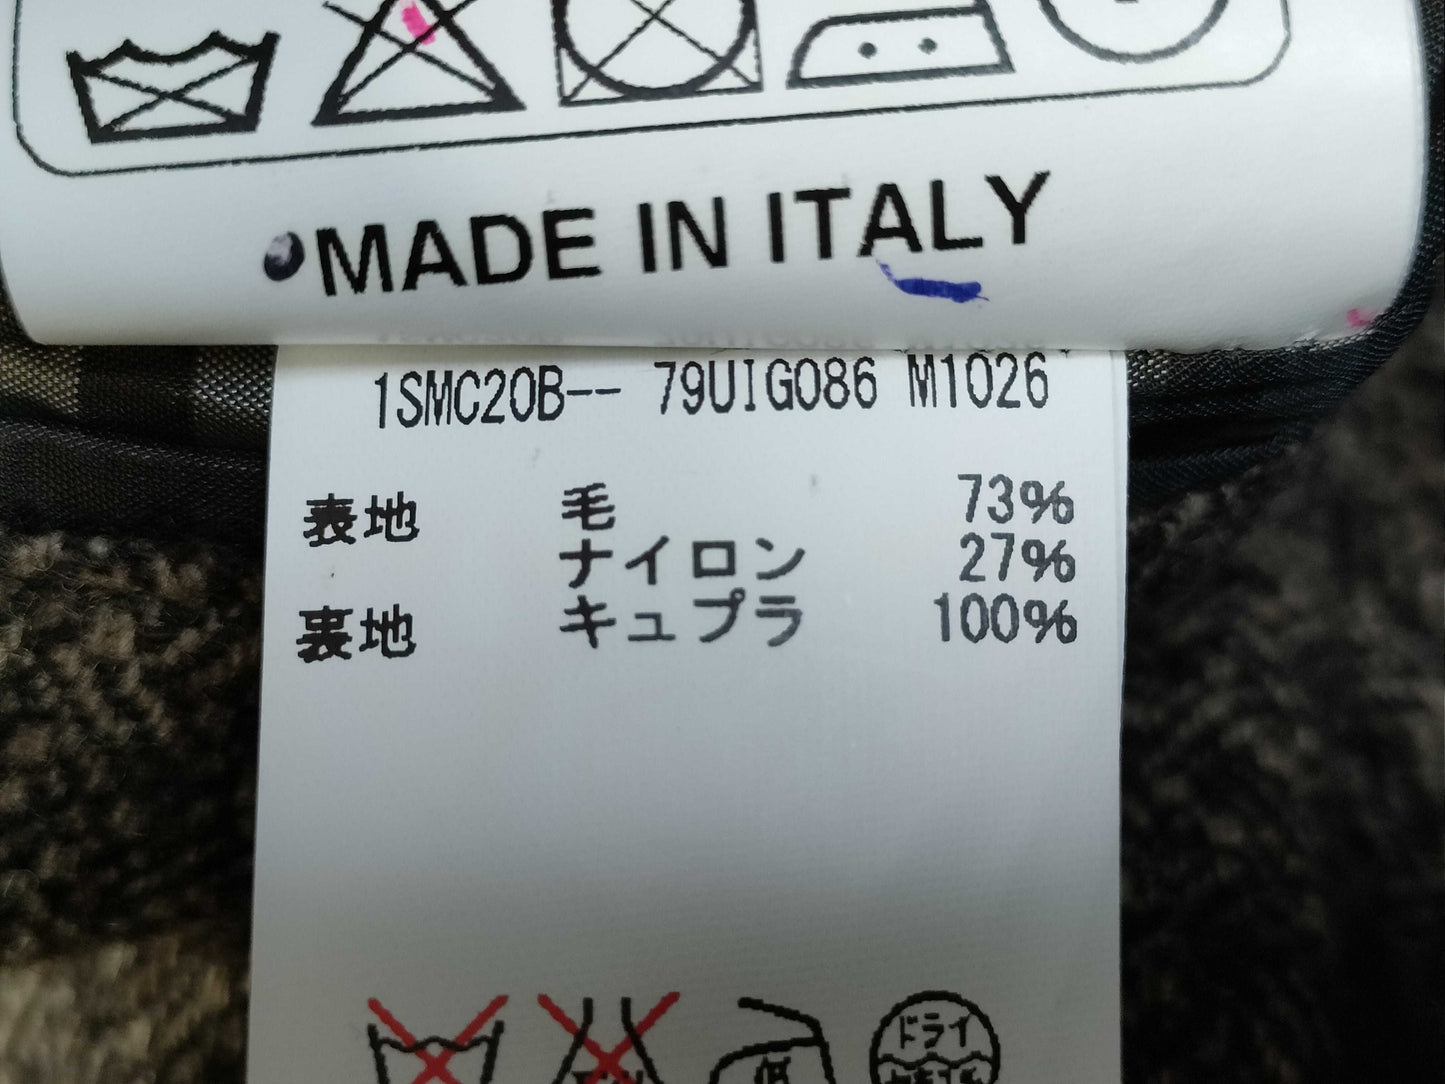 MADE IN ITALY
1SMC20B-- 79UIG086 M1026
表地 毛 73%
ナイロン 27%
裏地 キュプラ 100%
ドライ